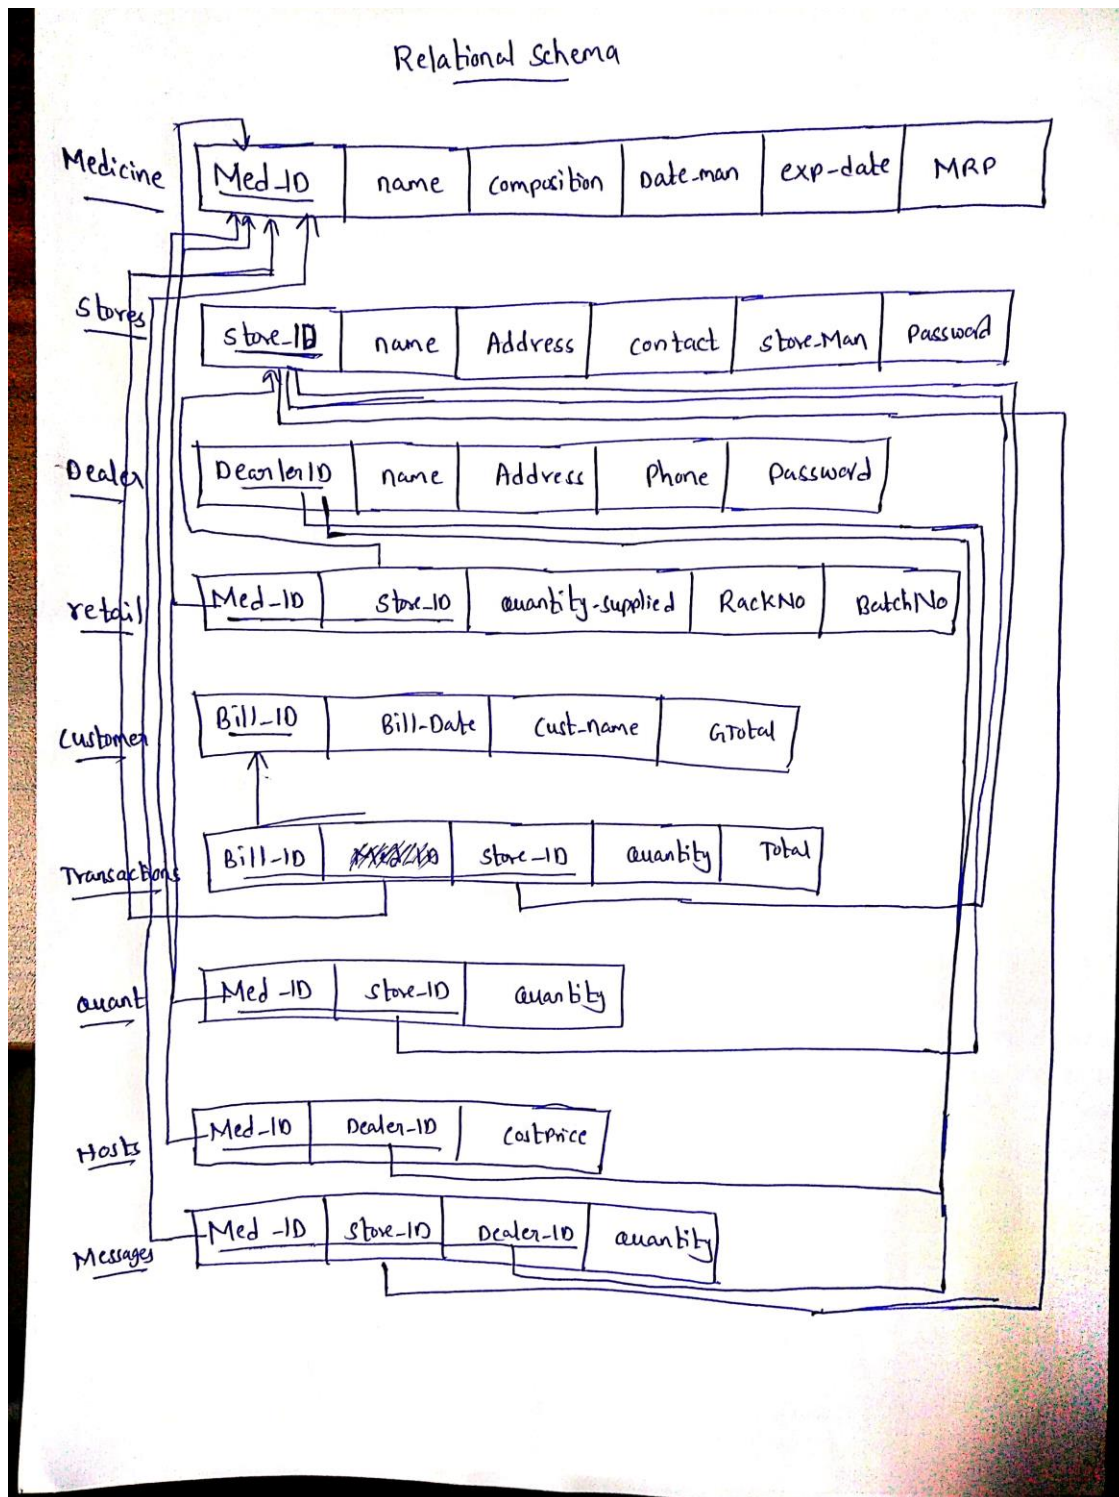 Relational Schema
Medicine Med_ID name composition Date-man exp-date MRP
Stores Store_ID name Address contact Store-Man Password
Dealer DearlerID name Address Phone Password
retail Med-ID Store_ID quantity-supplied RackNo BatchNo
Customer Bill_ID Bill-Date Cust-name GTotal
Transactions Bill-ID Store-ID quantity Total
quant Med-ID Store-ID quantity
Hosts Med-ID Dealer-ID CostPrice
Messages Med-ID Store-ID Dealer-ID quantity